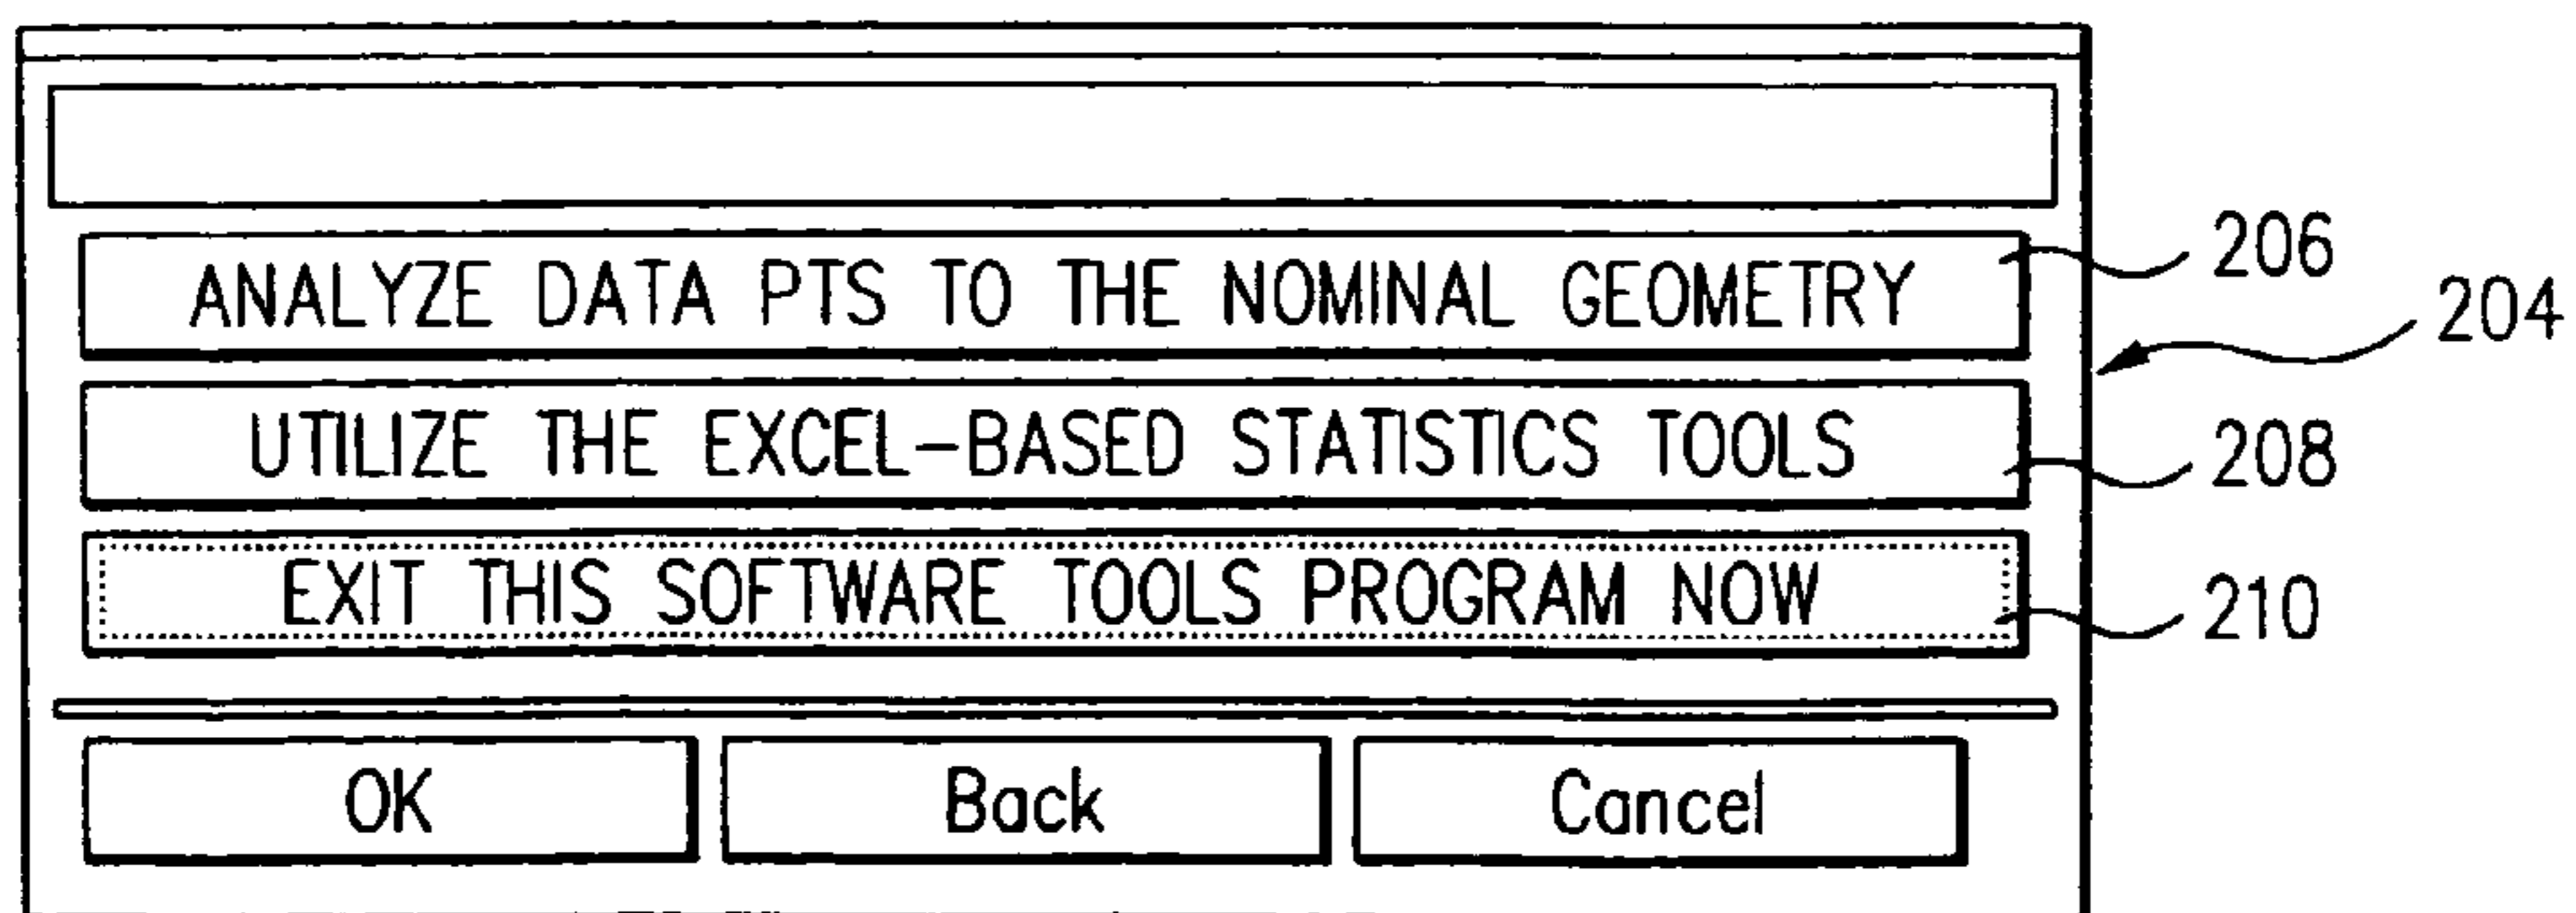 ANALYZE DATA PTS TO THE NOMINAL GEOMETRY
206
204
UTILIZE THE EXCEL-BASED STATISTICS TOOLS
208
EXIT THIS SOFTWARE TOOLS PROGRAM NOW
210
OK Back Cancel